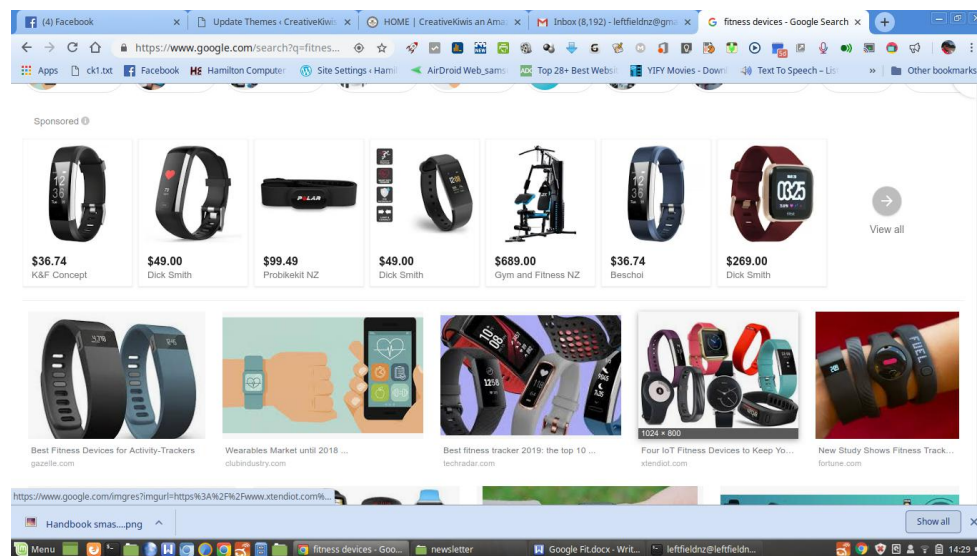 (4) Facebook
Update Themes ‹ CreativeKiwis
HOME | CreativeKiwis an Ama
Inbox (8,192) - leftfieldnz@gma
fitness devices - Google Search
https://www.google.com/search?q=fitnes...
Apps ck1.txt Facebook Hamilton Computer Site Settings ‹ Hamil AirDroid Web_sams Top 28+ Best Websit YIFY Movies - Down Text To Speech – Lis » Other bookmarks
Sponsored
POLAR
$36.74 $49.00 $99.49 $49.00 $689.00 $36.74 $269.00
K&F Concept Dick Smith Probikekit NZ Dick Smith Gym and Fitness NZ Beschoi Dick Smith
View all
FUEL
1024 × 800
Best Fitness Devices for Activity-Trackers Wearables Market until 2018 ... Best fitness tracker 2019: the top 10 ... Four IoT Fitness Devices to Keep Yo... New Study Shows Fitness Track...
gazelle.com clubindustry.com techradar.com xtendiot.com fortune.com
https://www.google.com/imgres?imgurl=https%3A%2F%2Fwww.xtendiot.com%...
Handbook smas....png Show all
Menu fitness devices - Goo... newsletter Google Fit.docx - Writ... leftfieldnz@leftfieldn... 14:29